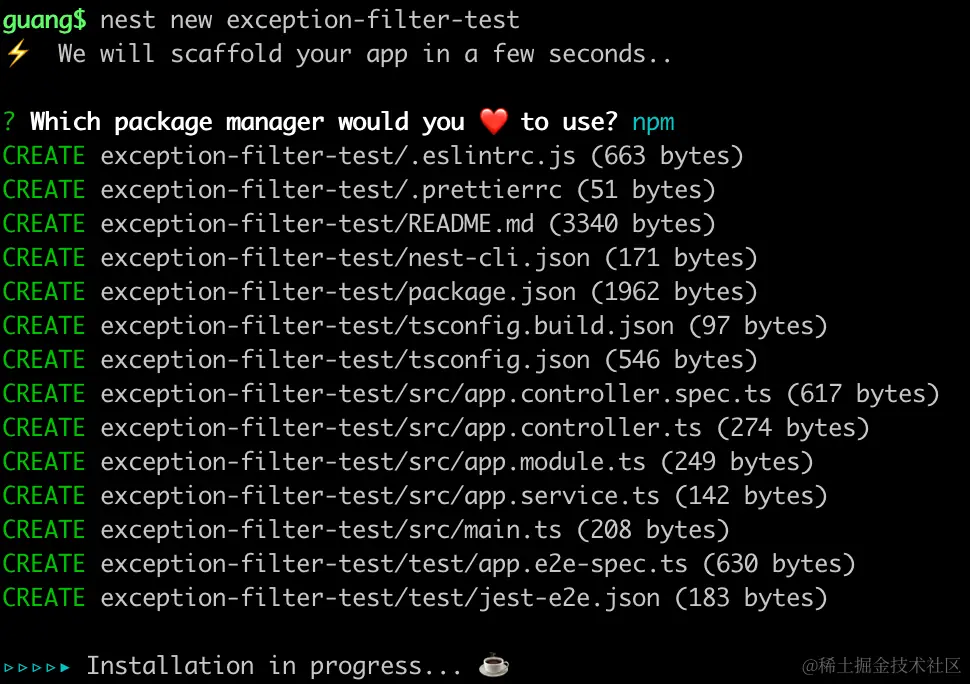 guang$ nest new exception-filter-test
⚡ We will scaffold your app in a few seconds..
? Which package manager would you ❤️ to use? npm
CREATE exception-filter-test/.eslintrc.js (663 bytes)
CREATE exception-filter-test/.prettierrc (51 bytes)
CREATE exception-filter-test/README.md (3340 bytes)
CREATE exception-filter-test/nest-cli.json (171 bytes)
CREATE exception-filter-test/package.json (1962 bytes)
CREATE exception-filter-test/tsconfig.build.json (97 bytes)
CREATE exception-filter-test/tsconfig.json (546 bytes)
CREATE exception-filter-test/src/app.controller.spec.ts (617 bytes)
CREATE exception-filter-test/src/app.controller.ts (274 bytes)
CREATE exception-filter-test/src/app.module.ts (249 bytes)
CREATE exception-filter-test/src/app.service.ts (142 bytes)
CREATE exception-filter-test/src/main.ts (208 bytes)
CREATE exception-filter-test/test/app.e2e-spec.ts (630 bytes)
CREATE exception-filter-test/test/jest-e2e.json (183 bytes)
▹▹▹▹▸ Installation in progress... ☕
@稀土掘金技术社区